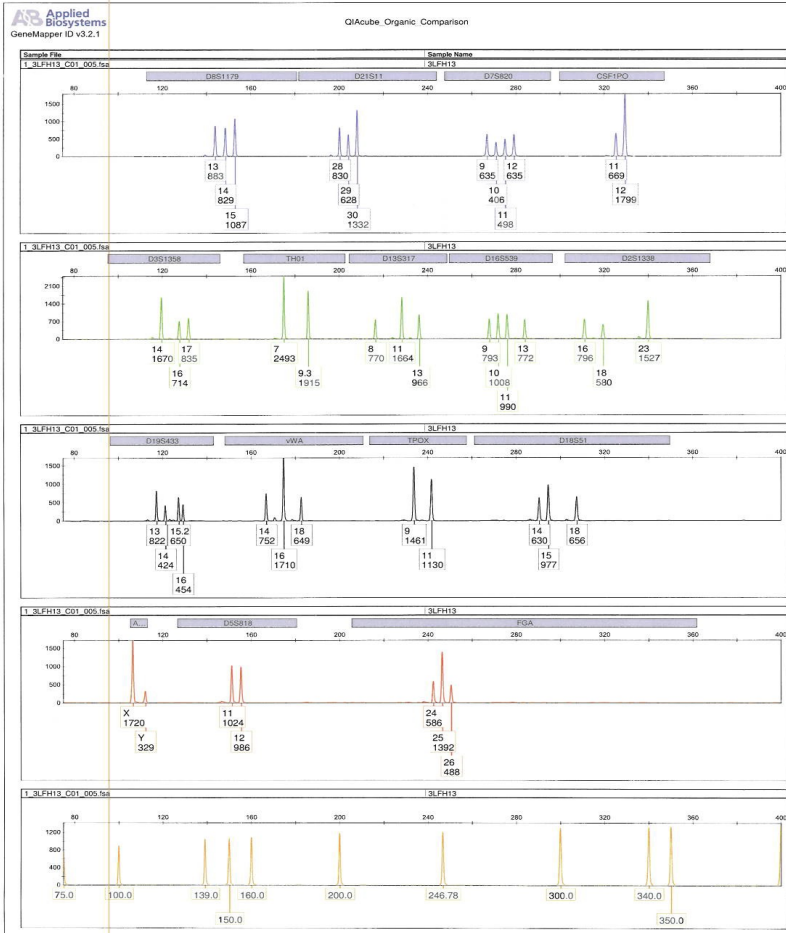 AB Applied
Biosystems
GeneMapper ID v3.2.1
QIAcube_Organic Comparison
Sample File Sample Name
1_3LFH13_C01_005.fsa 3LFH13
D8S1179 D21S11 D7S820 CSF1PO
80 120 160 200 240 280 320 360 400
1500
1000
500
0
13 28 9 12 11
883 830 635 635 669
14 29 10 12
829 628 406 1799
15 30 11
1087 1332 498
1_3LFH13_C01_005.fsa 3LFH13
D3S1358 TH01 D13S317 D16S539 D2S1338
80 120 160 200 240 280 320 360 400
2100
1400
700
0
14 17 7 8 11 9 13 16 23
1670 835 2493 770 1664 793 772 796 1527
16 9.3 13 10 18
714 1915 966 1008 580
11
990
1_3LFH13_C01_005.fsa 3LFH13
D19S433 vWA TPOX D18S51
80 120 160 200 240 280 320 360 400
1500
1000
500
0
13 15.2 14 18 9 14 18
822 650 752 649 1461 630 656
14 16 11 15
424 1710 1130 977
16
454
1_3LFH13_C01_005.fsa 3LFH13
A... D5S818 FGA
80 120 160 200 240 280 320 360 400
1500
1000
500
0
X 11 24
1720 1024 586
Y 12 25
329 986 1392
26
488
1_3LFH13_C01_005.fsa 3LFH13
80 120 160 200 240 280 320 360 400
1200
800
400
0
75.0 100.0 139.0 160.0 200.0 246.78 300.0 340.0
150.0 350.0